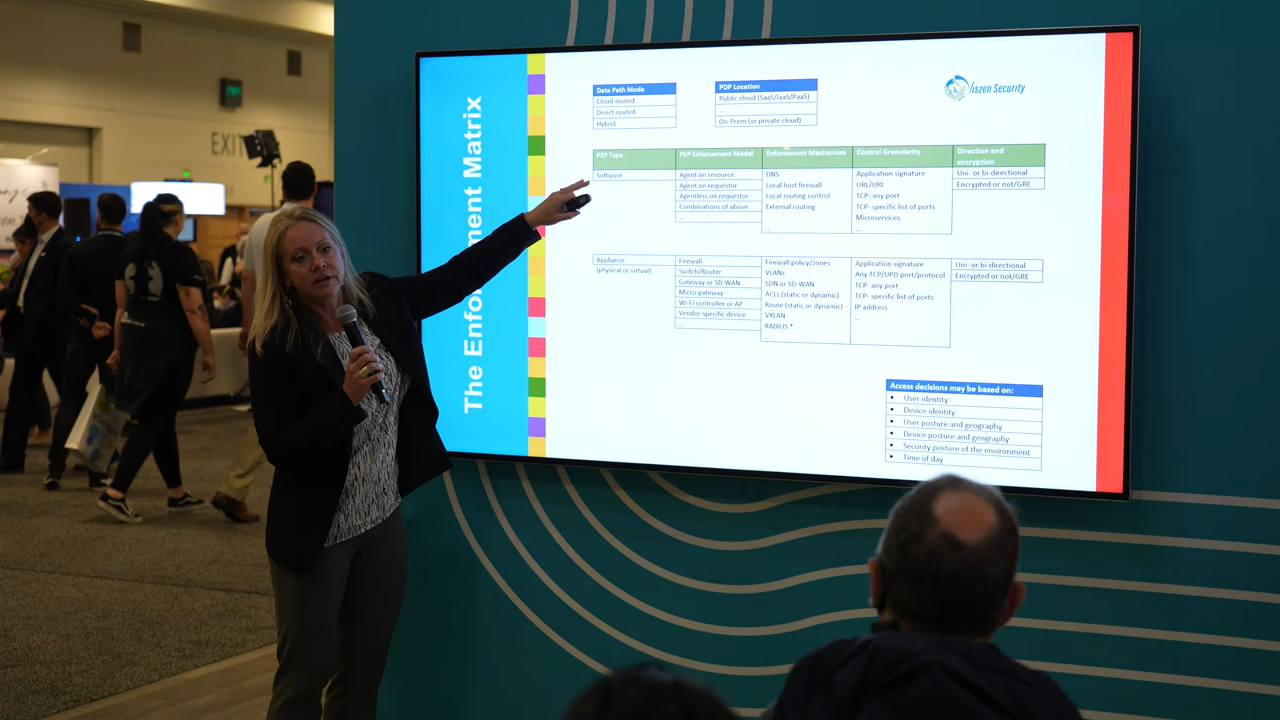 EXIT
The Enforcement Matrix
Data Path Mode
Cloud-routed
Direct-routed
Hybrid
PDP Location
Public cloud (SaaS/IaaS/PaaS)
...
On-Prem (or private cloud)
Viszen Security
PEP Type PEP Enforcement Model Enforcement Mechanism Control Granularity Direction and encryption
Software Agent on resource DNS Application signature Uni- or bi-directional
Agent on requestor Local host firewall URL/URI Encrypted or not/GRE
Agentless on requestor Local routing control TCP- any port
Combinations of above External routing TCP- specific list of ports
... Microservices
... ...
Appliance Firewall Firewall policy/zones Application signature Uni- or bi-directional
(physical or virtual) Switch/Router VLANs Any TCP/UPD port/protocol Encrypted or not/GRE
Gateway or SD-WAN SDN or SD-WAN TCP- any port
Micro-gateway ACLs (static or dynamic) TCP- specific list of ports
Wi-Fi controller or AP Route (static or dynamic) IP address
Vendor-specific device VXLAN ...
... RADIUS *
...
Access decisions may be based on:
• User identity
• Device identity
• User posture and geography
• Device posture and geography
• Security posture of the environment
• Time of day